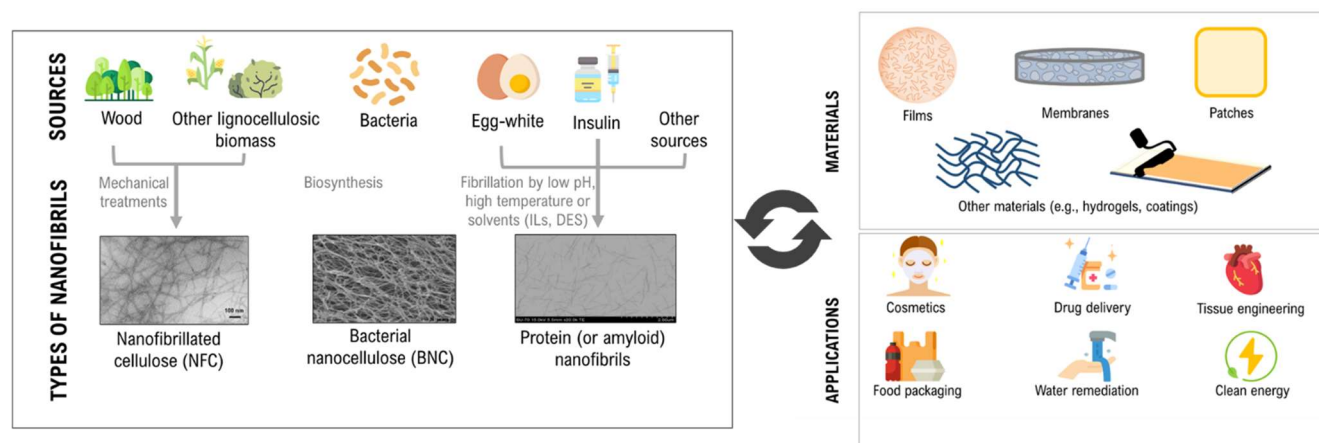 SOURCES
Wood
Other lignocellulosic
biomass
Bacteria
Egg-white
Insulin
Other
sources
Mechanical
treatments
Biosynthesis
Fibrillation by low pH,
high temperature or
solvents (ILs, DES)
TYPES OF NANOFIBRILS
100 nm
Nanofibrillated
cellulose (NFC)
Bacterial
nanocellulose (BNC)
Protein (or amyloid)
nanofibrils
MATERIALS
Films
Membranes
Patches
Other materials (e.g., hydrogels, coatings)
APPLICATIONS
Cosmetics
Drug delivery
Tissue engineering
Food packaging
Water remediation
Clean energy